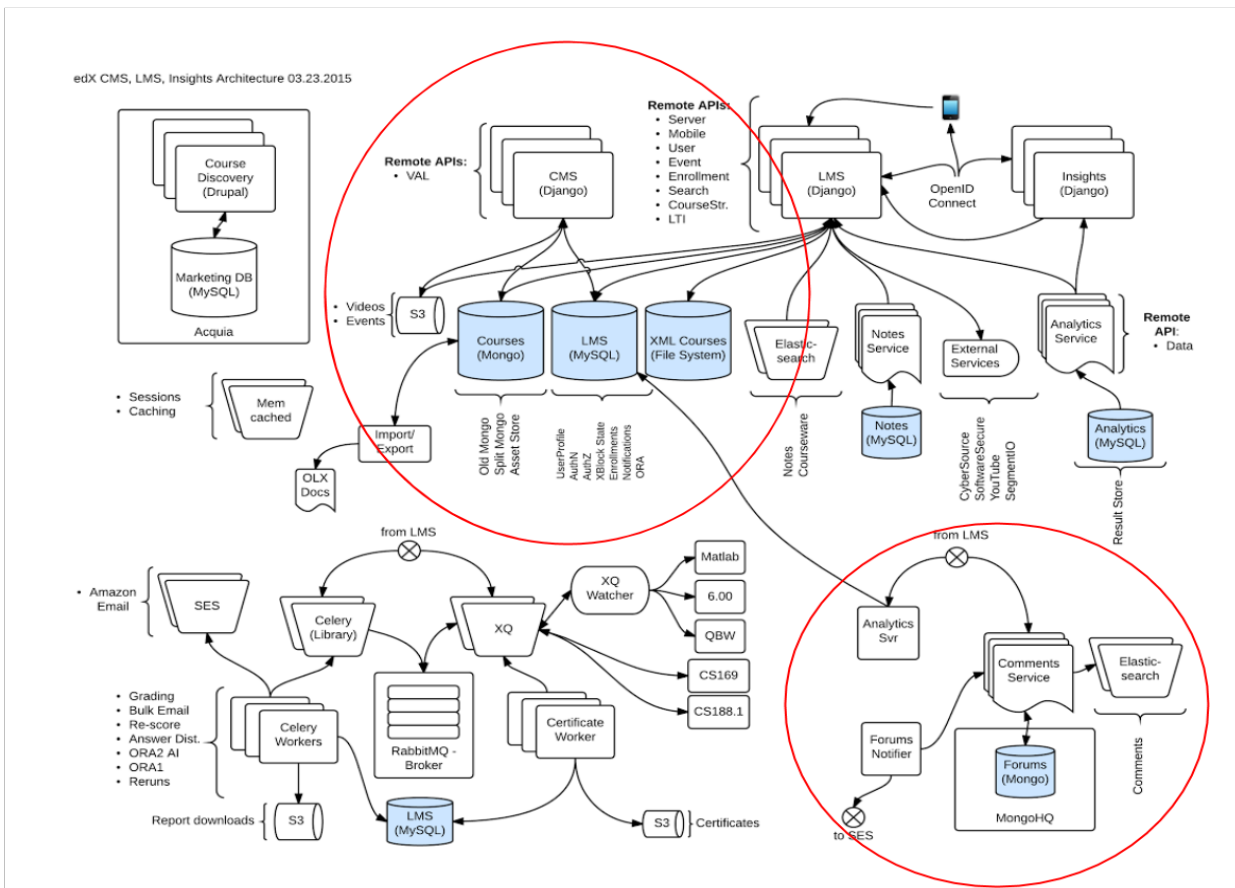 edX CMS, LMS, Insights Architecture 03.23.2015
Course
Discovery
(Drupal)
Marketing DB
(MySQL)
Acquia
Remote APIs:
• VAL
CMS
(Django)
Remote APIs:
• Server
• Mobile
• User
• Event
• Enrollment
• Search
• CourseStr.
• LTI
LMS
(Django)
OpenID
Connect
Insights
(Django)
• Videos
• Events
S3
Courses
(Mongo)
LMS
(MySQL)
XML Courses
(File System)
Elastic-
search
Notes
Service
External
Services
Analytics
Service
Remote
API:
• Data
• Sessions
• Caching
Mem
cached
Import/
Export
OLX
Docs
Old Mongo
Split Mongo
Asset Store
UserProfile
AuthN
AuthZ
XBlock State
Enrollments
Notifications
ORA
Notes
Courseware
Notes
(MySQL)
CyberSource
SoftwareSecure
YouTube
SegmentIO
Analytics
(MySQL)
Result Store
from LMS
• Amazon
Email
SES
Celery
(Library)
XQ
XQ
Watcher
Matlab
6.00
QBW
CS169
CS188.1
• Grading
• Bulk Email
• Re-score
• Answer Dist.
• ORA2 AI
• ORA1
• Reruns
Celery
Workers
RabbitMQ -
Broker
Certificate
Worker
Report downloads
S3
LMS
(MySQL)
S3
Certificates
from LMS
Analytics
Svr
Comments
Service
Elastic-
search
Forums
Notifier
Forums
(Mongo)
MongoHQ
Comments
to SES